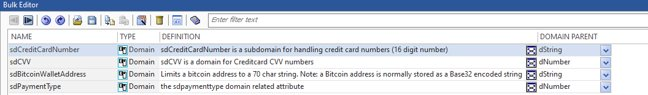 Bulk Editor
Enter filter text
NAME TYPE DEFINITION DOMAIN PARENT
sdCreditCardNumber Domain sdCreditCardNumber is a subdomain for handling credit card numbers (16 digit number) dString
sdCVV Domain sdCVV is a domain for Creditcard CVV numbers dNumber
sdBitcoinWalletAddress Domain Limits a bitcoin address to a 70 char string. Note: a Bitcoin address is normally stored as a Base32 encoded string dString
sdPaymentType Domain the sdpaymenttype domain related attribute dNumber